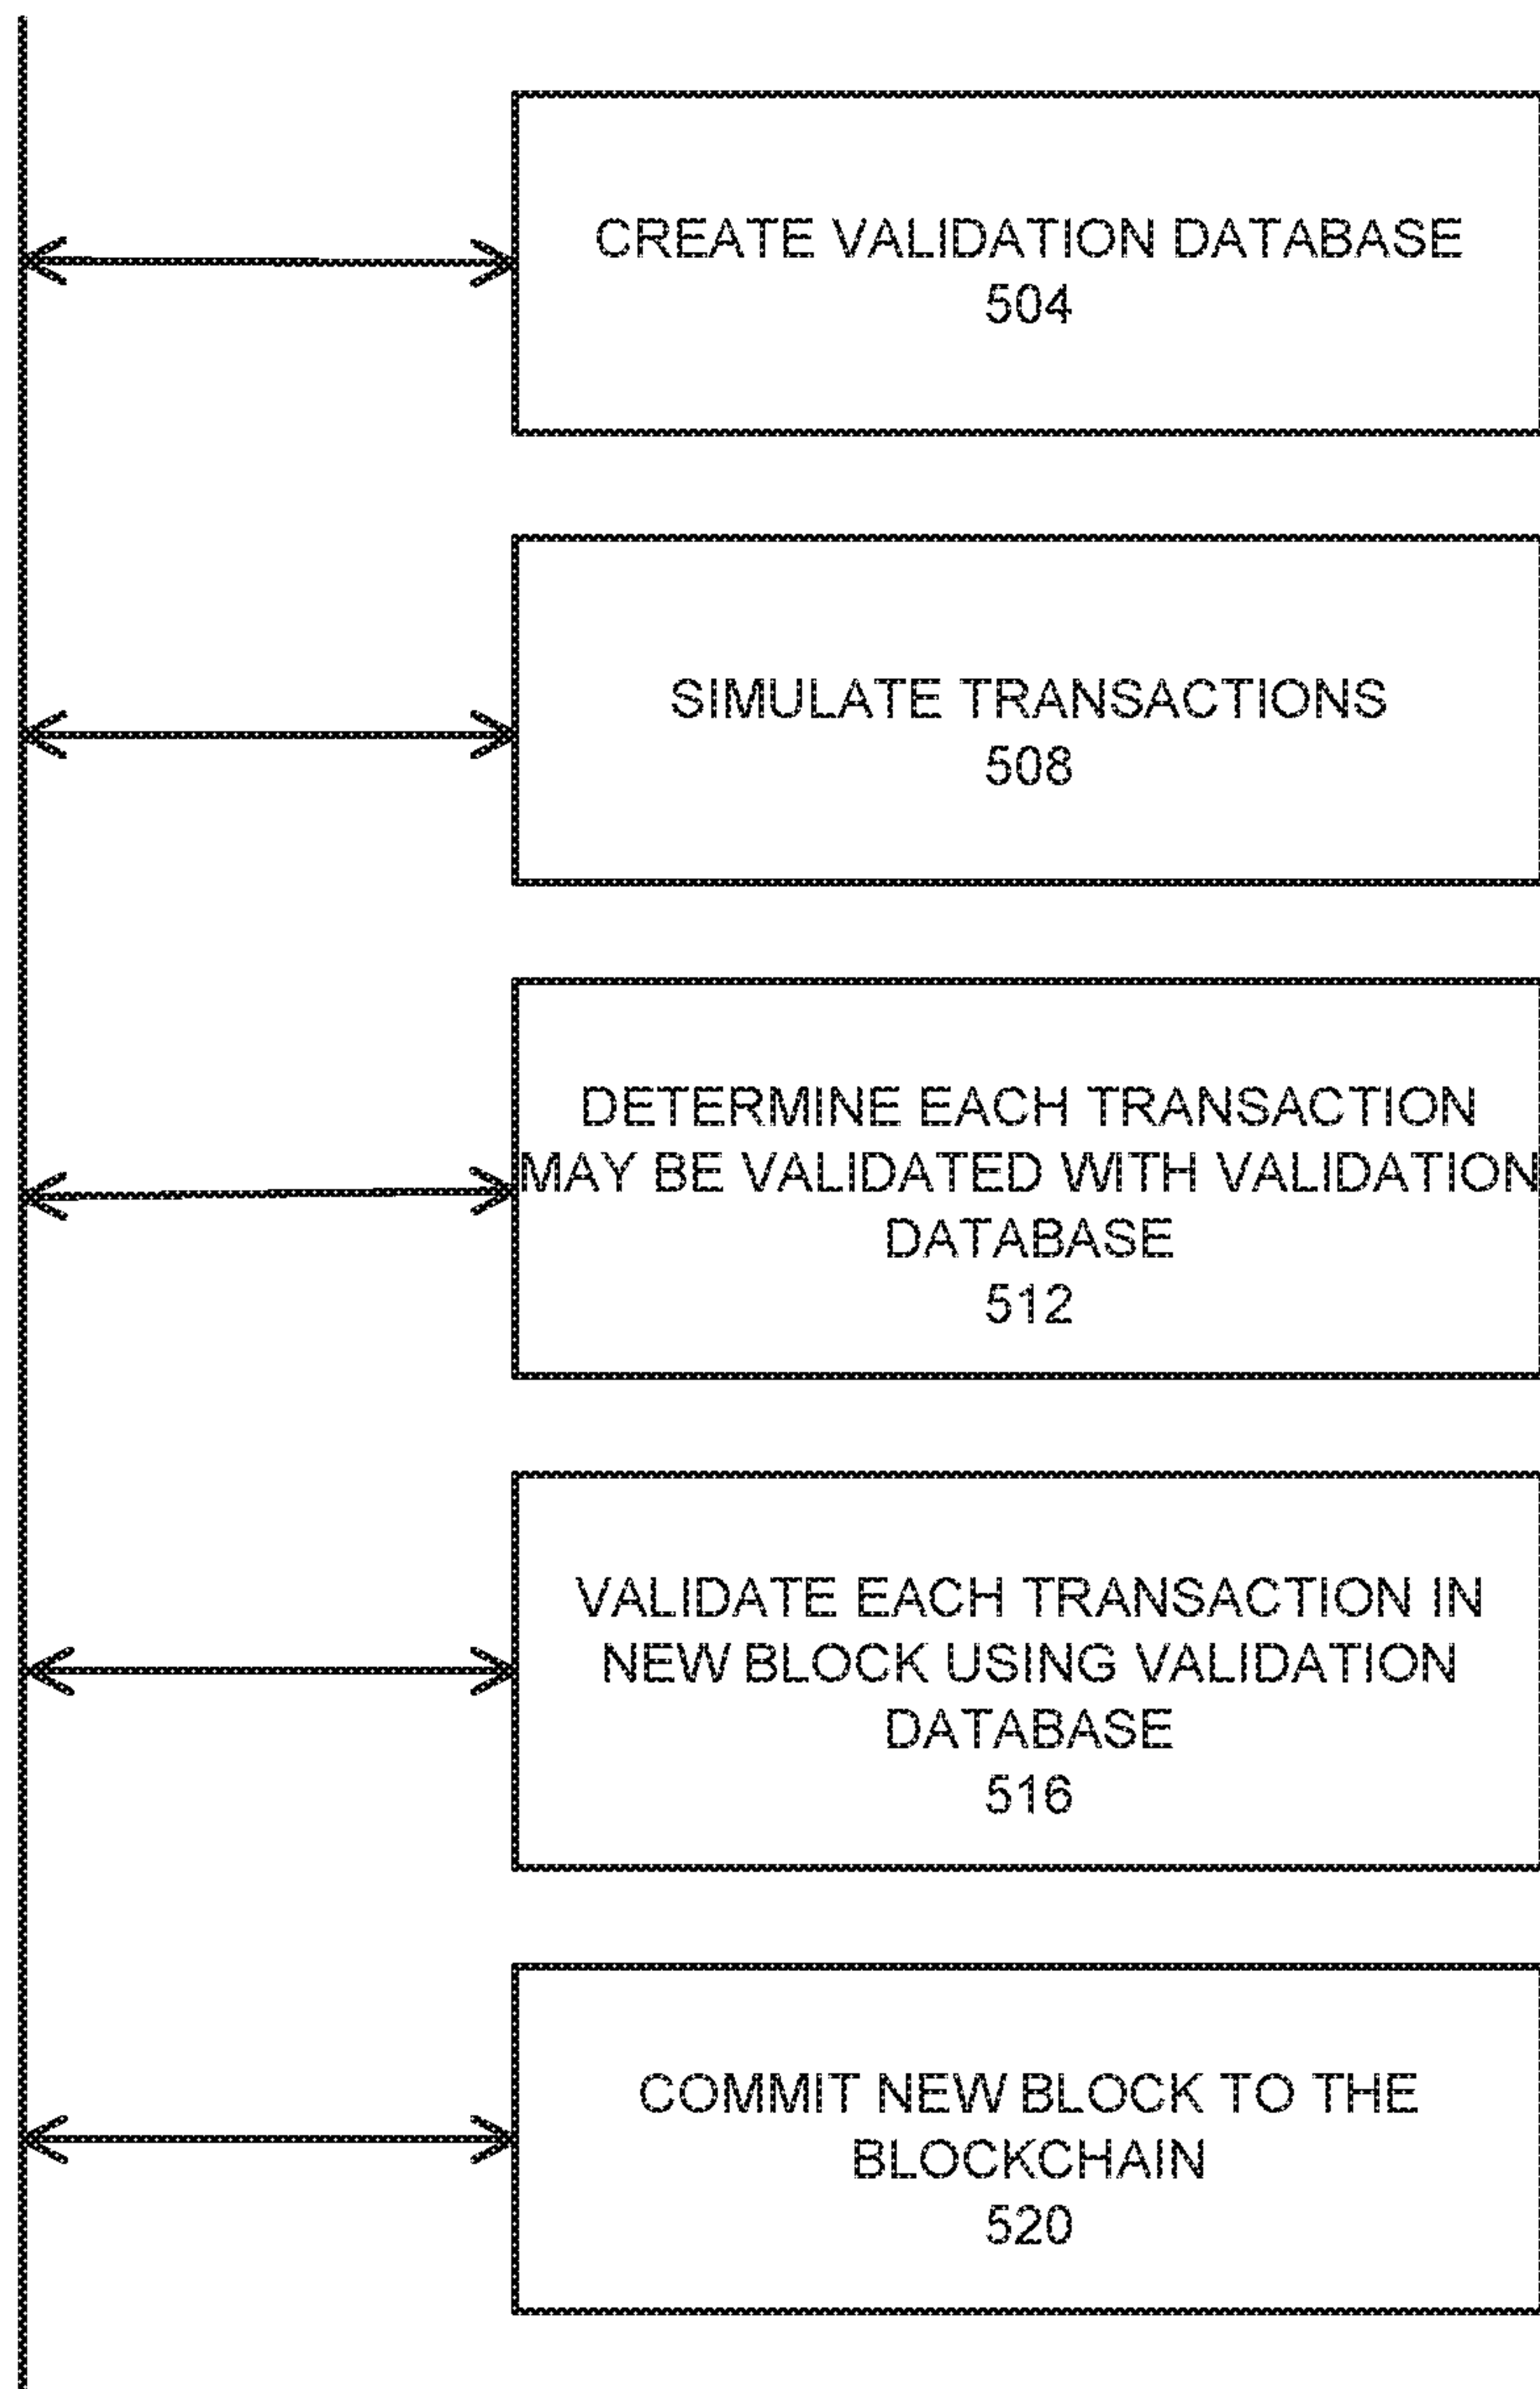 CREATE VALIDATION DATABASE
504
SIMULATE TRANSACTIONS
508
DETERMINE EACH TRANSACTION
MAY BE VALIDATED WITH VALIDATION
DATABASE
512
VALIDATE EACH TRANSACTION IN
NEW BLOCK USING VALIDATION
DATABASE
516
COMMIT NEW BLOCK TO THE
BLOCKCHAIN
520